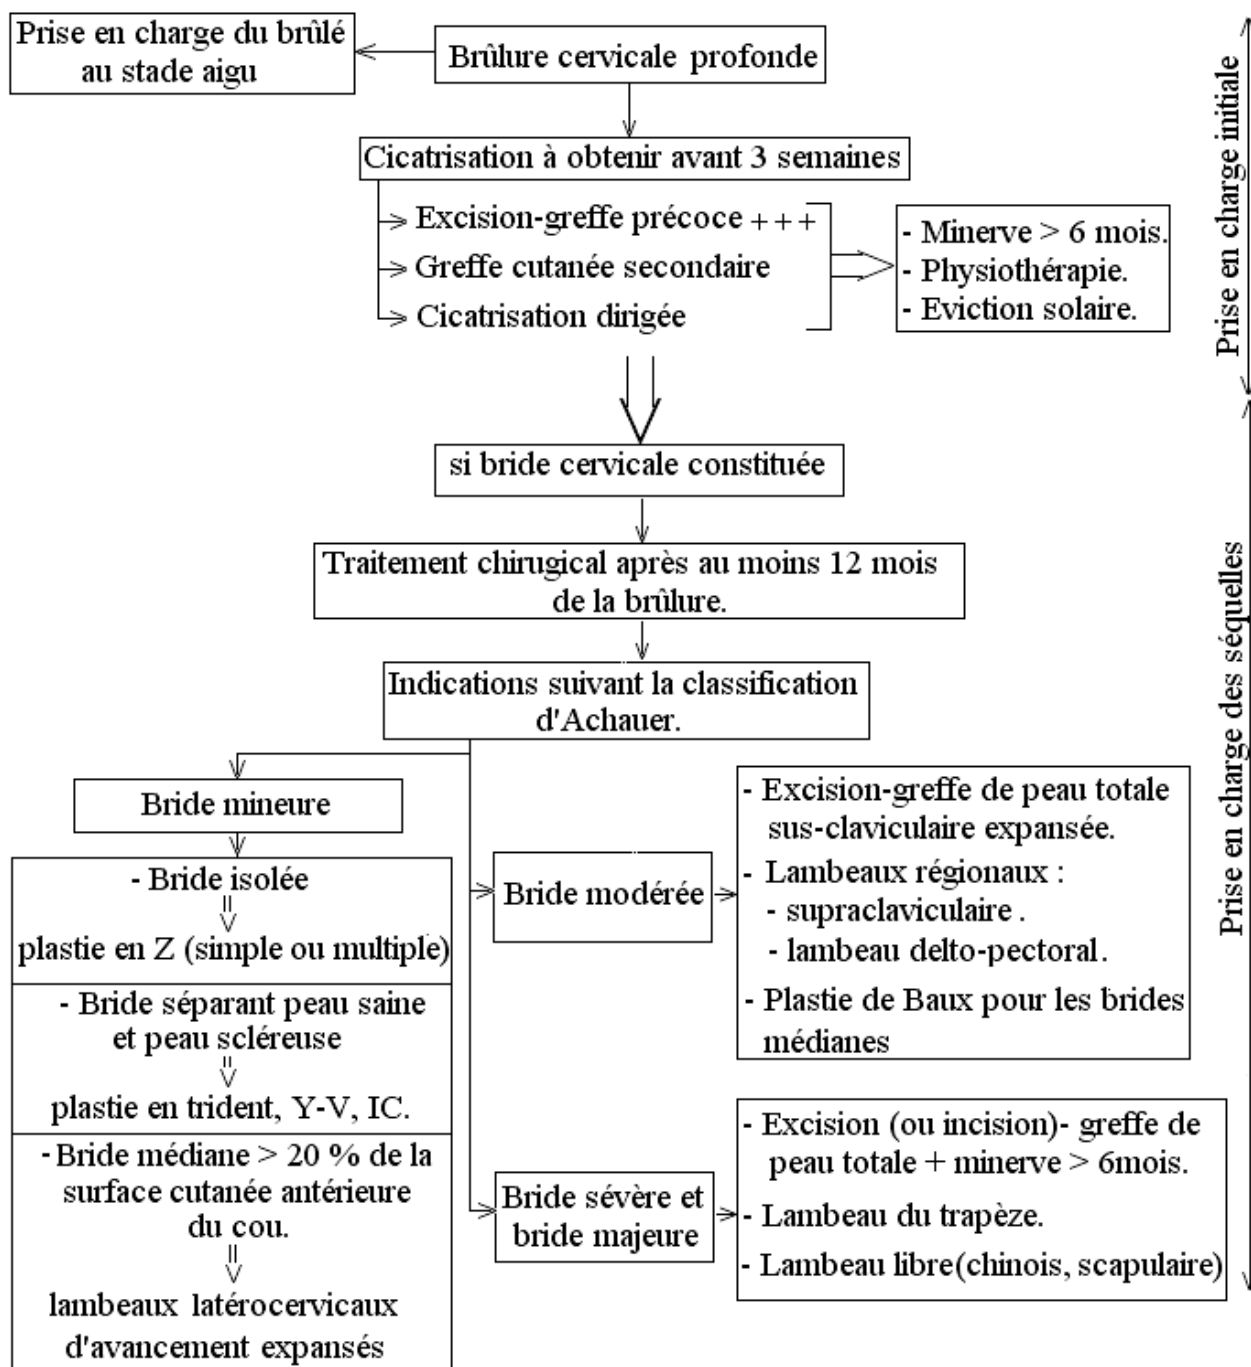 Prise en charge du brûlé
au stade aigu
Brûlure cervicale profonde
Cicatrisation à obtenir avant 3 semaines
Excision-greffe précoce +++
Greffe cutanée secondaire
Cicatrisation dirigée
- Minerve > 6 mois.
- Physiothérapie.
- Eviction solaire.
Prise en charge initiale
si bride cervicale constituée
Traitement chirugical après au moins 12 mois
de la brûlure.
Indications suivant la classification
d'Achauer.
Prise en charge des séquelles
Bride mineure
- Bride isolée
plastie en Z (simple ou multiple)
- Bride séparant peau saine
et peau scléreuse
plastie en trident, Y-V, IC.
- Bride médiane > 20 % de la
surface cutanée antérieure
du cou.
lambeaux latérocervicaux
d'avancement expansés
Bride modérée
- Excision-greffe de peau totale
sus-claviculaire expansée.
- Lambeaux régionaux :
- supraclaviculaire .
- lambeau delto-pectoral.
- Plastie de Baux pour les brides
médianes
Bride sévère et
bride majeure
- Excision (ou incision)- greffe de
peau totale + minerve > 6mois.
- Lambeau du trapèze.
- Lambeau libre(chinois, scapulaire)